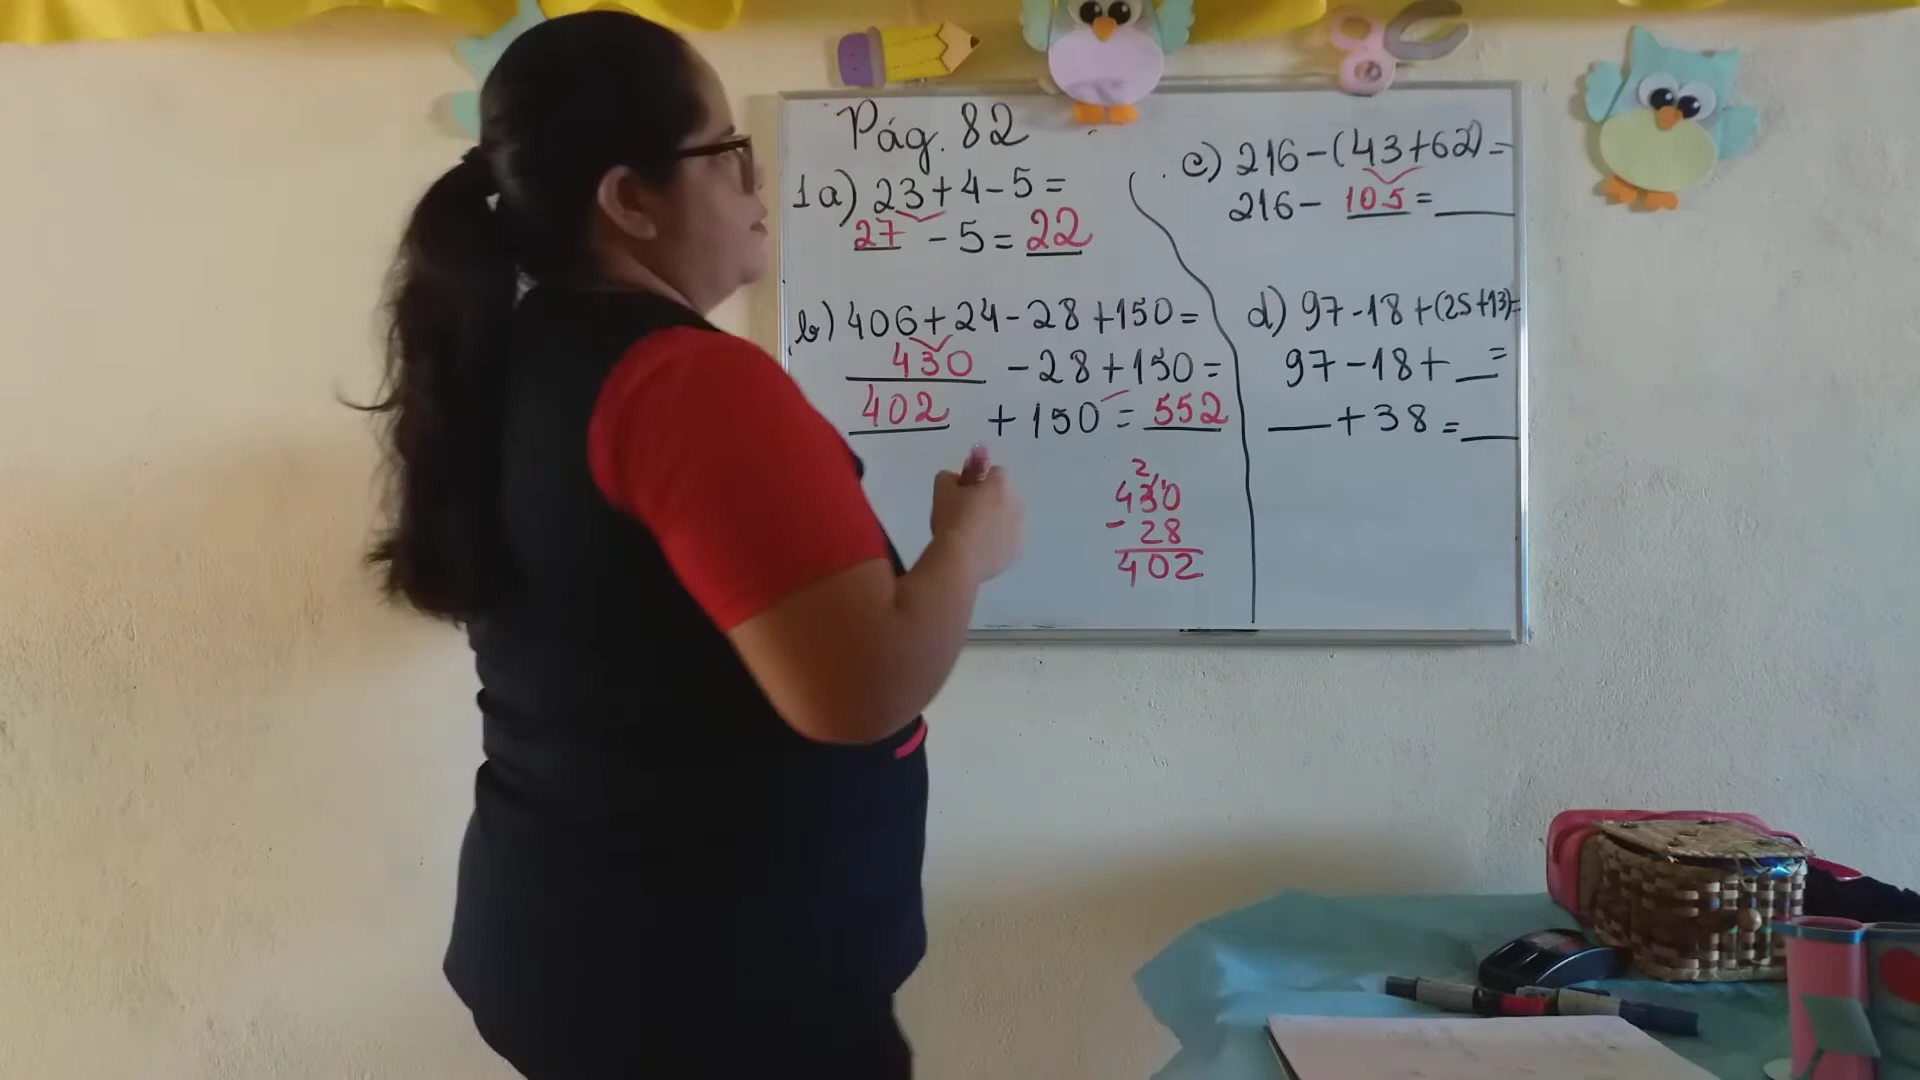 Pág. 82
1a) 23+4-5=
27 -5= 22
b) 406+24-28+150=
430 -28+150=
402 +150= 552
2
430
- 28
402
c) 216-(43+62)=
216- 105 = ___
d) 97-18+(25+13)=
97-18+ __=
___+38=___